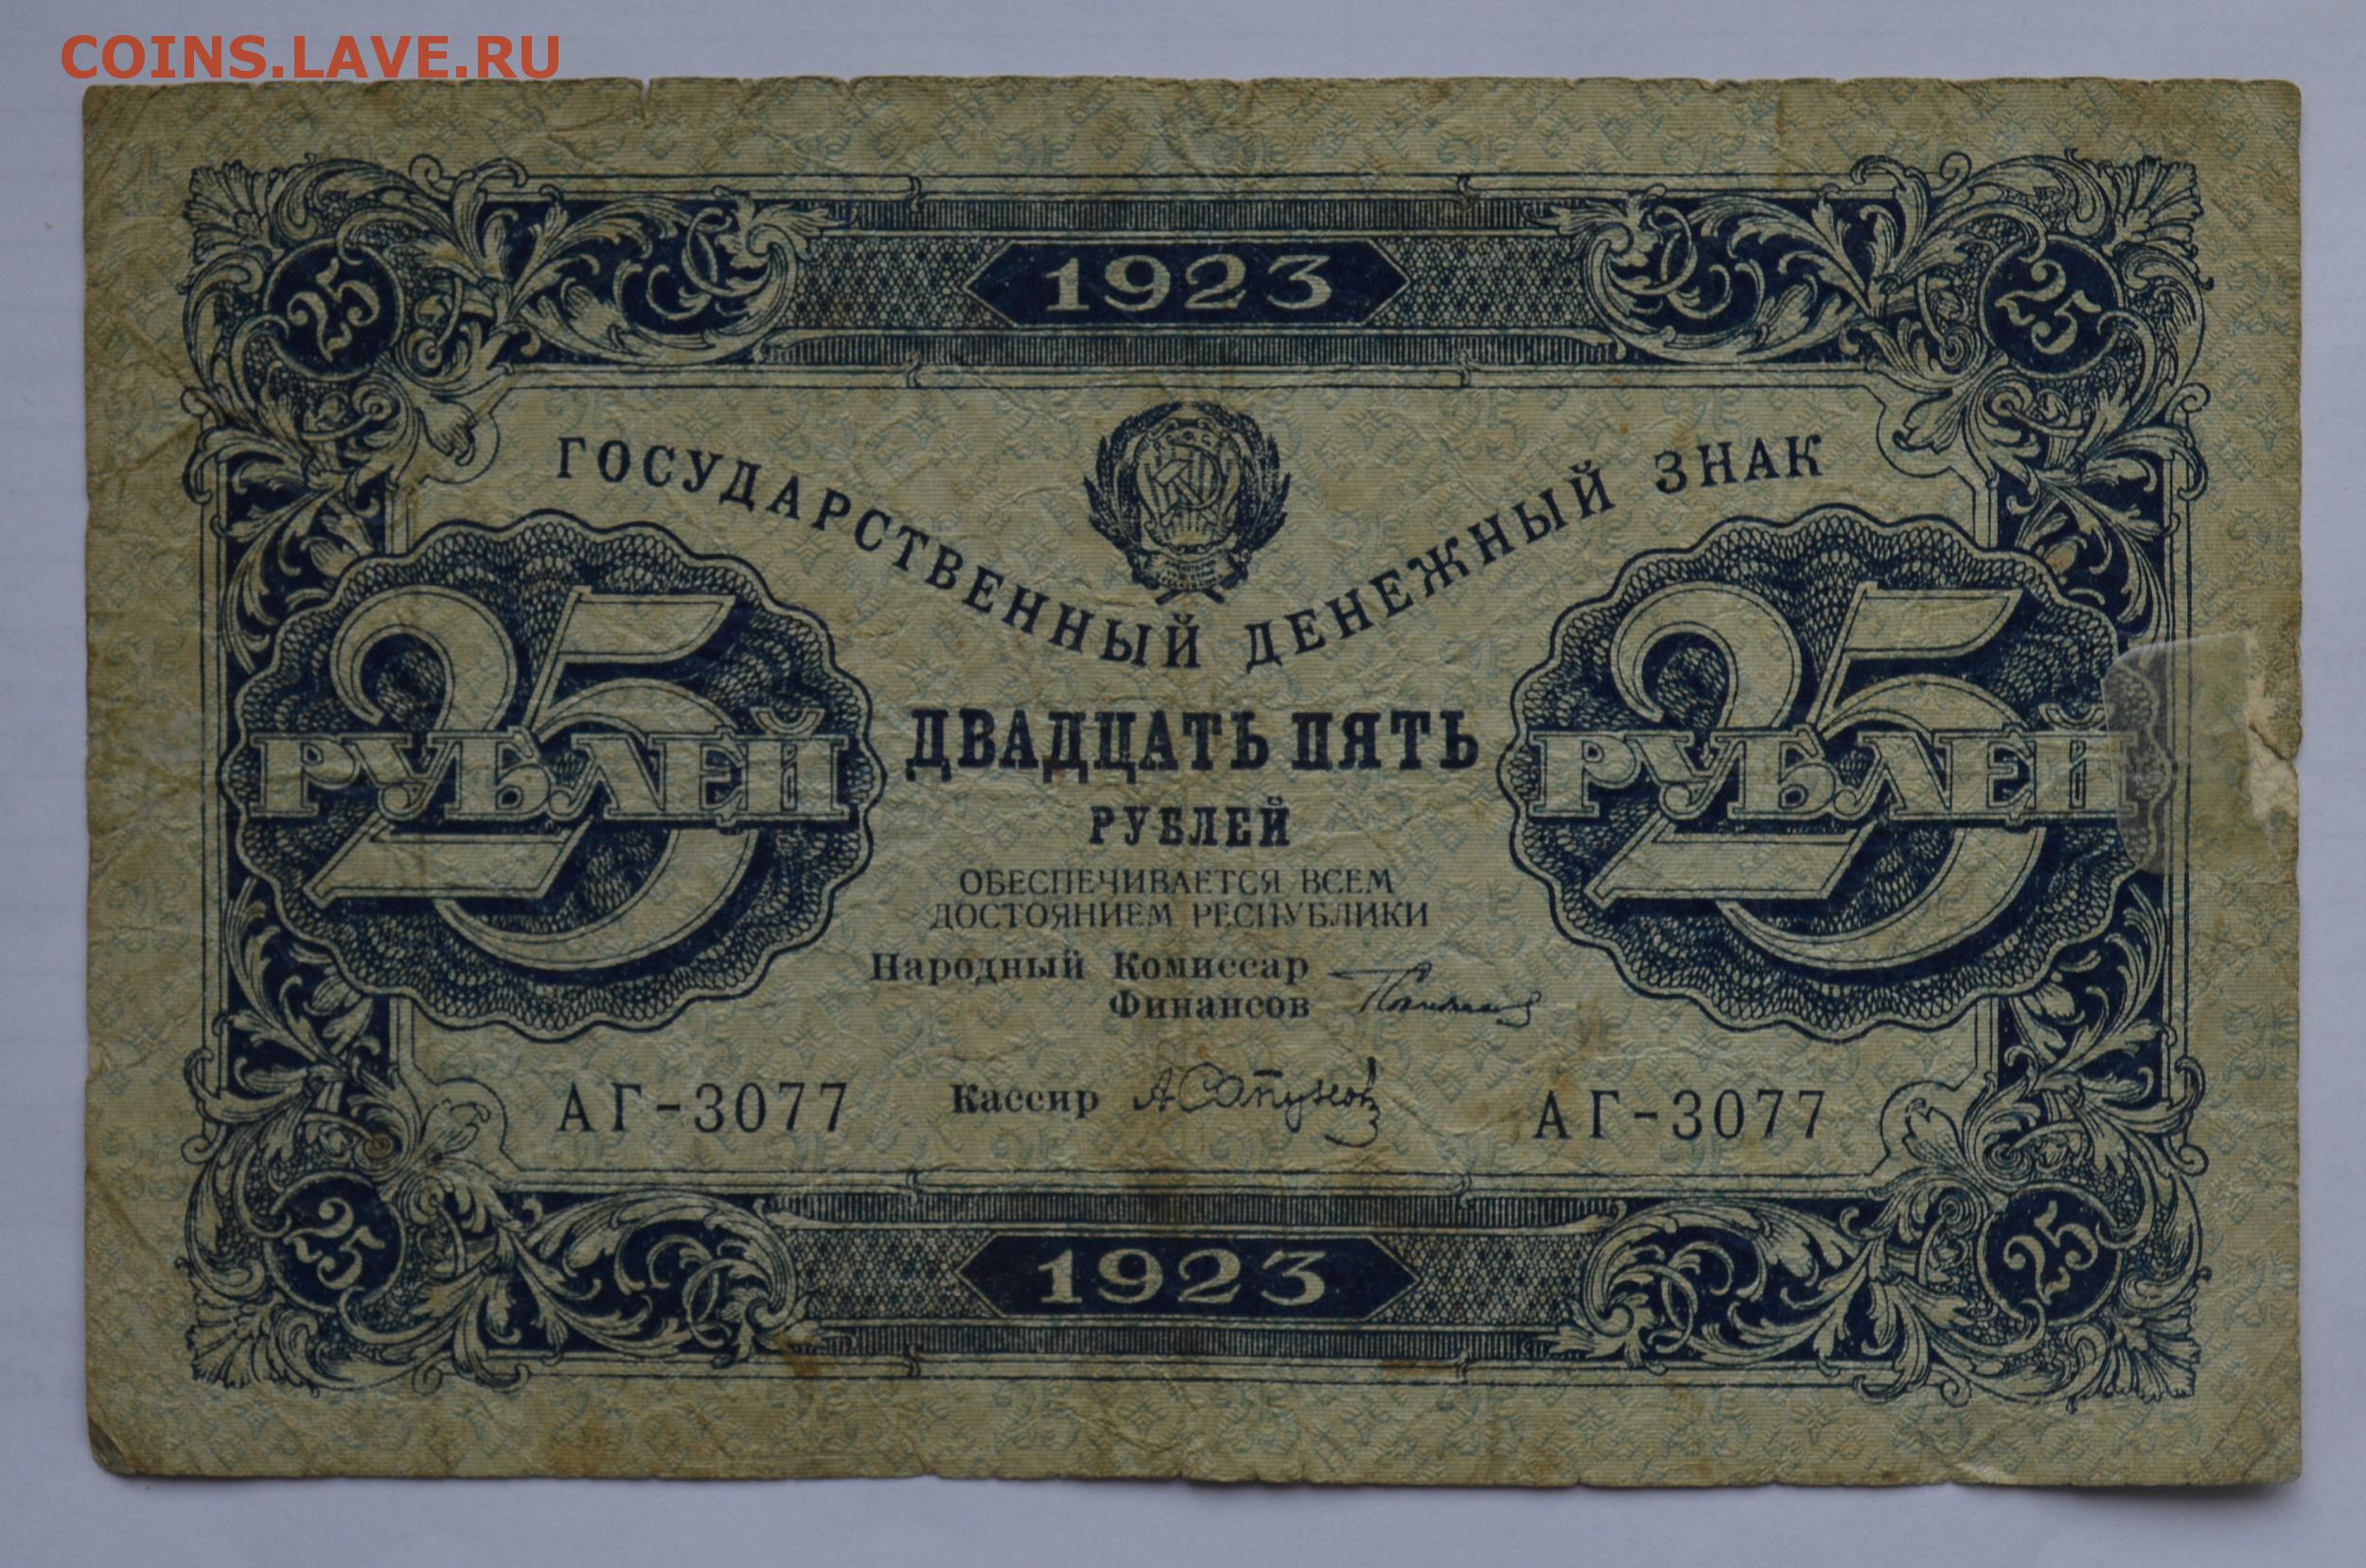 COINS.LAVE.RU
1923
25 25
ГОСУДАРСТВЕННЫЙ ДЕНЕЖНЫЙ ЗНАК
25 РУБЛЕЙ
ДВАДЦАТЬ ПЯТЬ
РУБЛЕЙ
25 РУБЛЕЙ
ОБЕСПЕЧИВАЕТСЯ ВСЕМ
ДОСТОЯНИЕМ РЕСПУБЛИКИ
Народный Комиссар
Финансов
АГ-3077 Кассир АГ-3077
25 25
1923